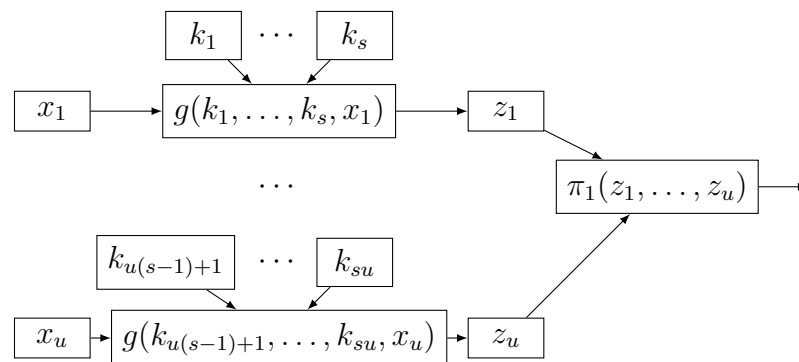 k_1 ⋯ k_s
x_1 g(k_1, …, k_s, x_1) z_1
π_1(z_1, …, z_u)
⋯
k_{u(s−1)+1} ⋯ k_{su}
x_u g(k_{u(s−1)+1}, …, k_{su}, x_u) z_u